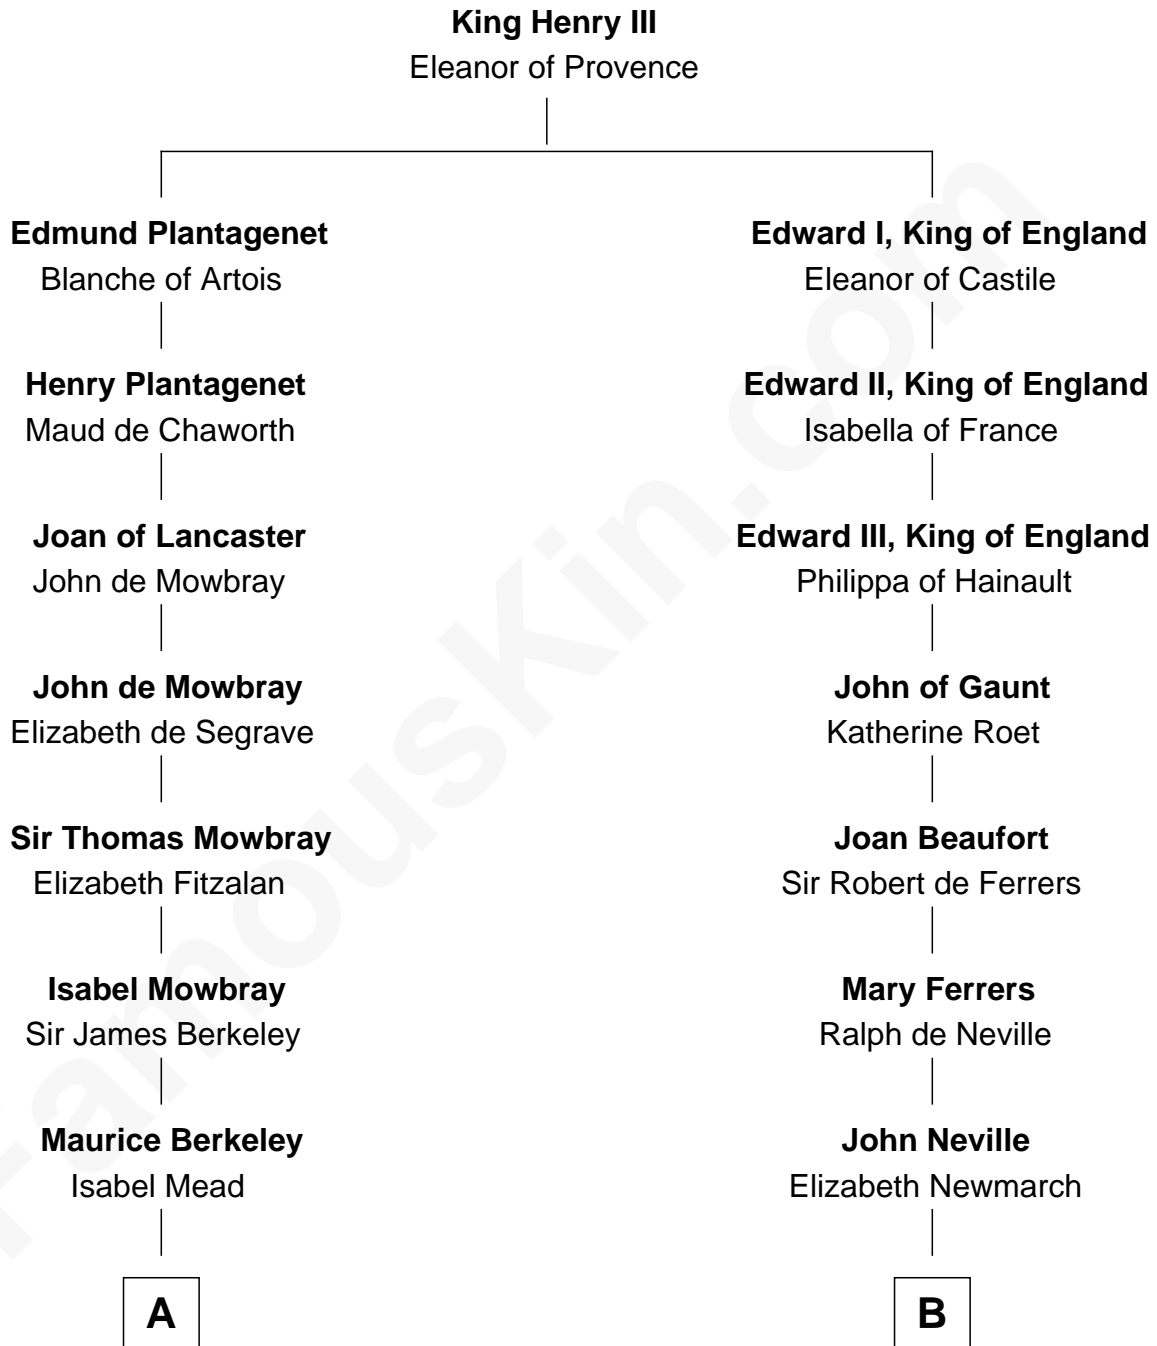 King Henry III
Eleanor of Provence
Edmund Plantagenet
Blanche of Artois
Henry Plantagenet
Maud de Chaworth
Joan of Lancaster
John de Mowbray
John de Mowbray
Elizabeth de Segrave
Sir Thomas Mowbray
Elizabeth Fitzalan
Isabel Mowbray
Sir James Berkeley
Maurice Berkeley
Isabel Mead
A
Edward I, King of England
Eleanor of Castile
Edward II, King of England
Isabella of France
Edward III, King of England
Philippa of Hainault
John of Gaunt
Katherine Roet
Joan Beaufort
Sir Robert de Ferrers
Mary Ferrers
Ralph de Neville
John Neville
Elizabeth Newmarch
B
FamousKin.com